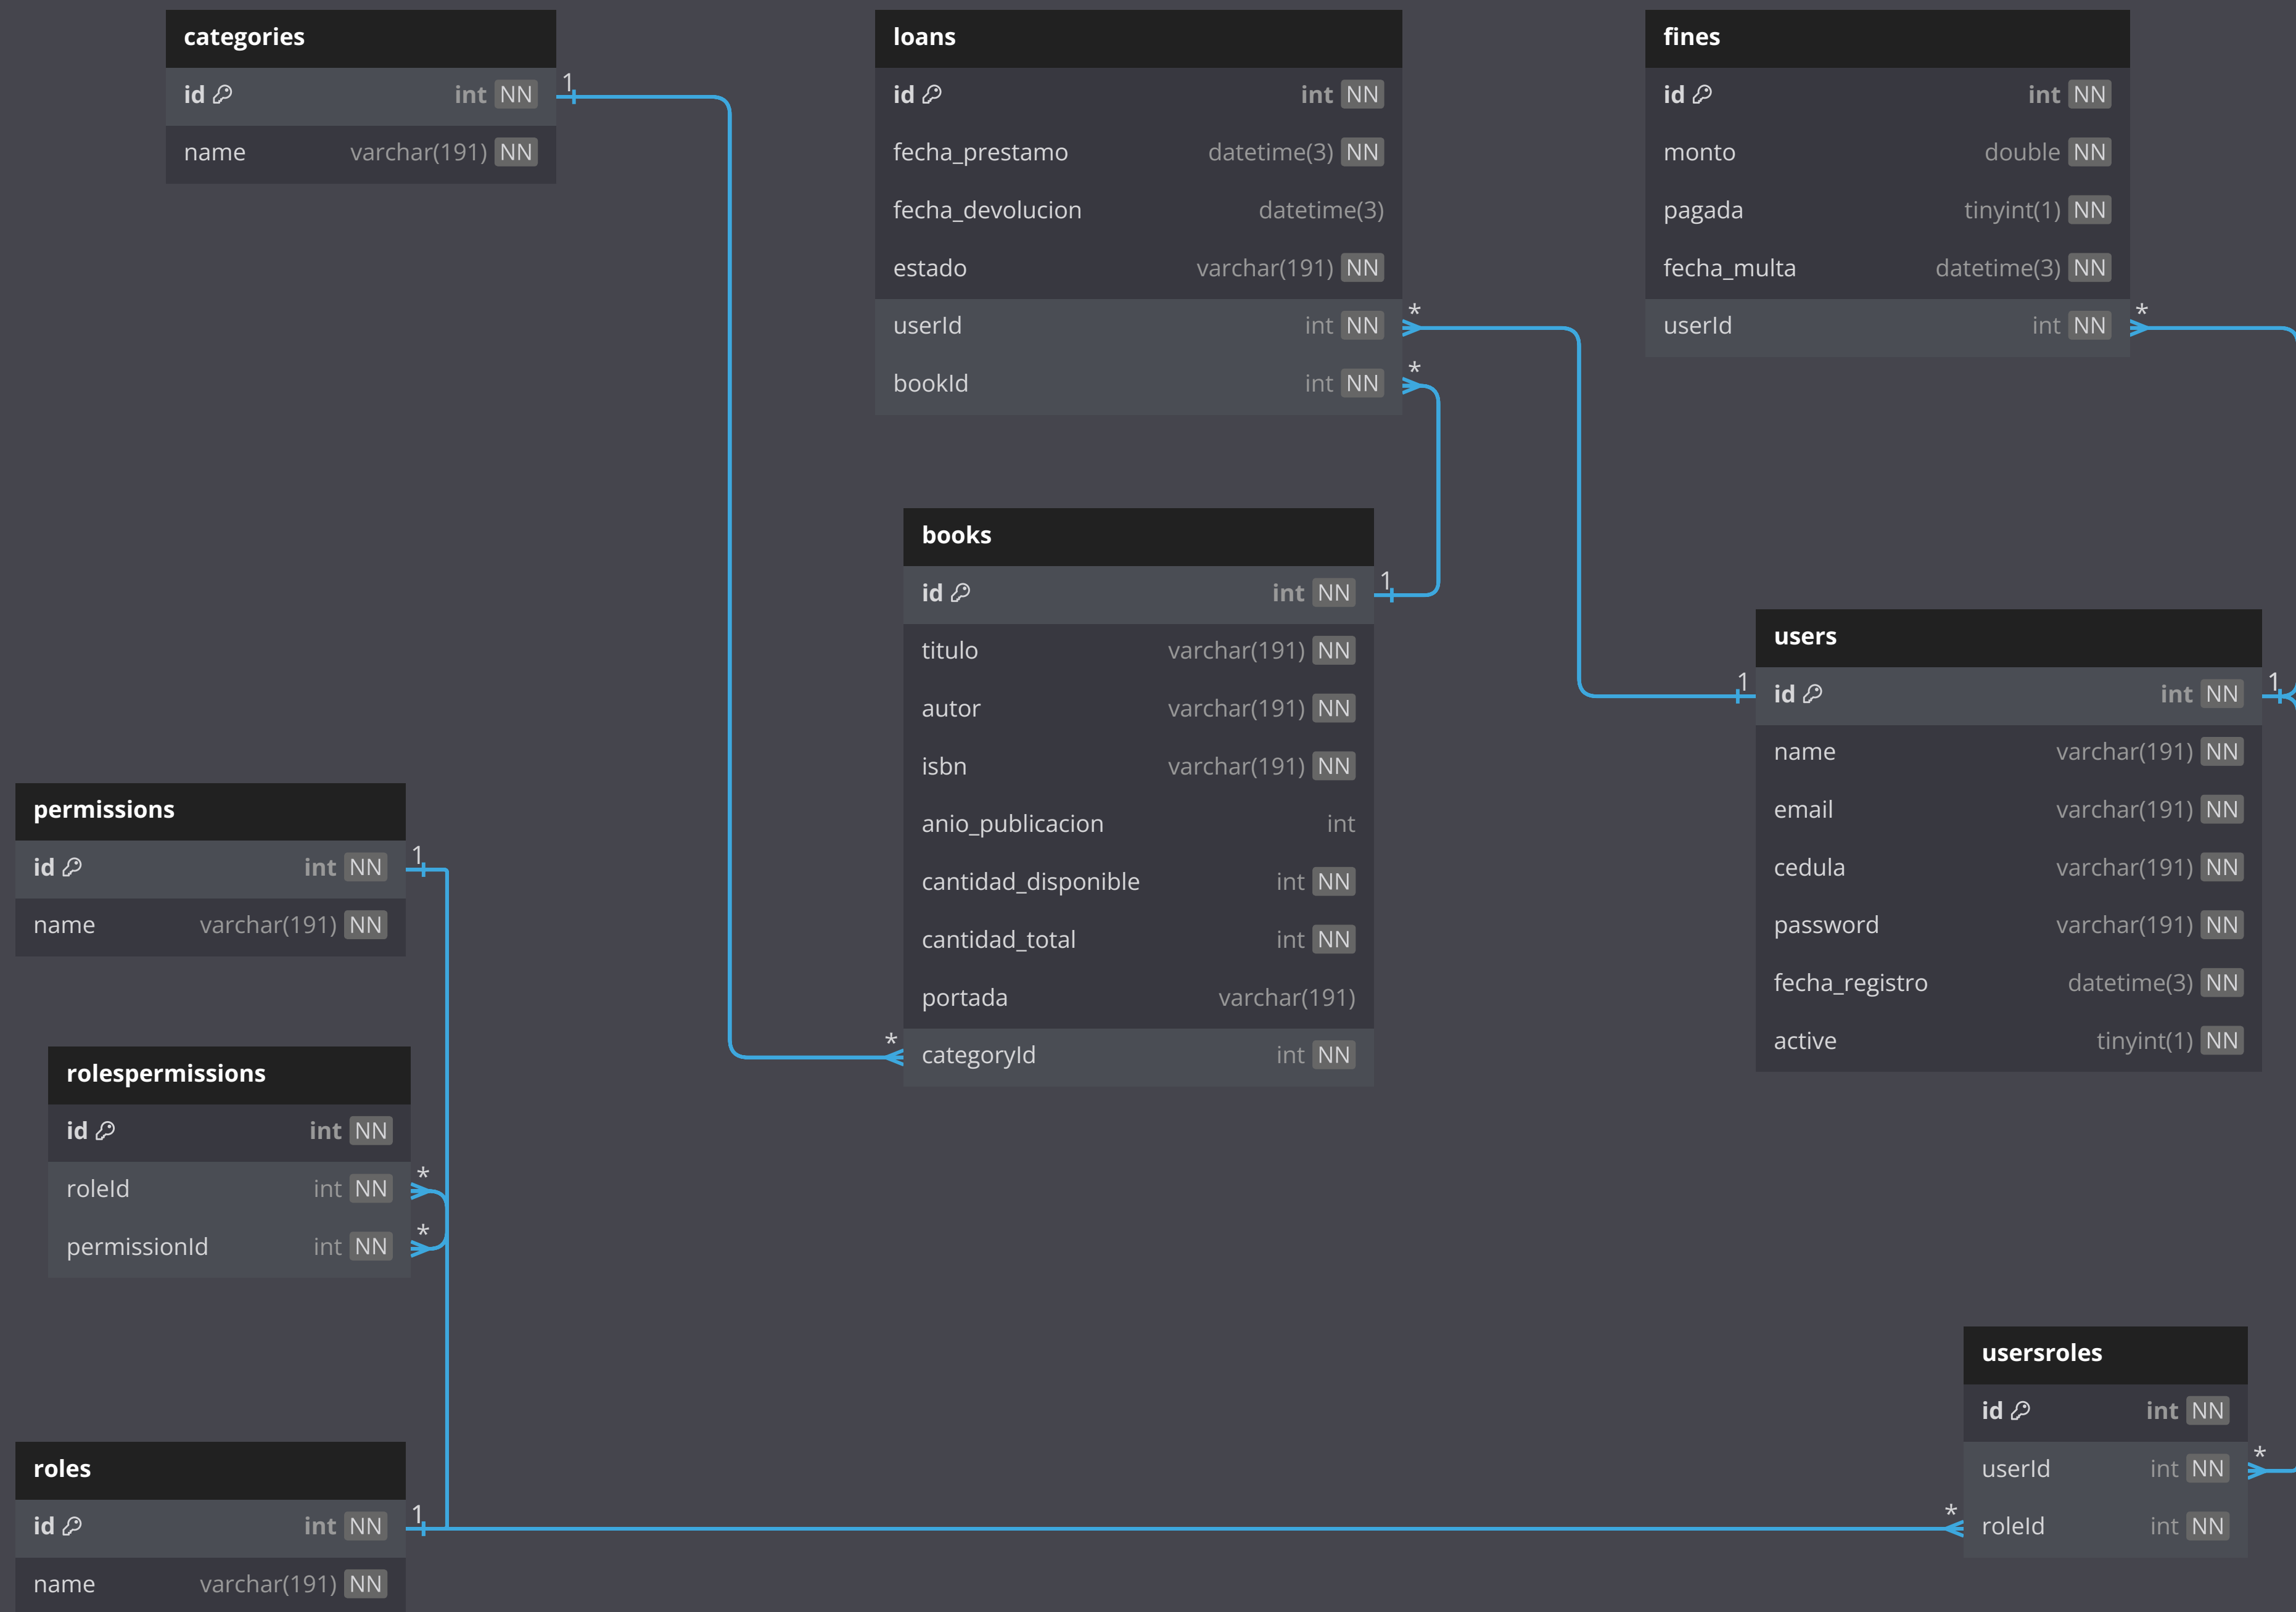 categories
id int NN
name varchar(191) NN
1
loans
id int NN
fecha_prestamo datetime(3) NN
fecha_devolucion datetime(3)
estado varchar(191) NN
userId int NN *
bookId int NN *
fines
id int NN
monto double NN
pagada tinyint(1) NN
fecha_multa datetime(3) NN
userId int NN *
books
id int NN 1
titulo varchar(191) NN
autor varchar(191) NN
isbn varchar(191) NN
anio_publicacion int
cantidad_disponible int NN
cantidad_total int NN
portada varchar(191)
* categoryId int NN
users
1 id int NN 1
name varchar(191) NN
email varchar(191) NN
cedula varchar(191) NN
password varchar(191) NN
fecha_registro datetime(3) NN
active tinyint(1) NN
permissions
id int NN 1
name varchar(191) NN
rolespermissions
id int NN
roleId int NN *
permissionId int NN *
roles
id int NN 1
name varchar(191) NN
usersroles
id int NN
userId int NN *
* roleId int NN